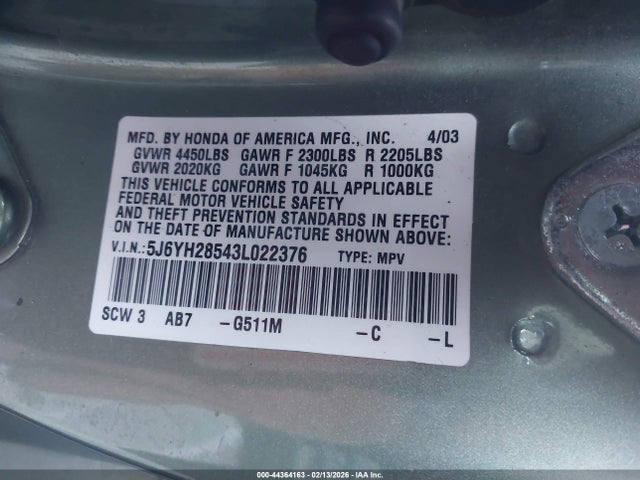 MFD. BY HONDA OF AMERICA MFG., INC. 4/03
GVWR 4450LBS GAWR F 2300LBS R 2205LBS
GVWR 2020KG GAWR F 1045KG R 1000KG
THIS VEHICLE CONFORMS TO ALL APPLICABLE
FEDERAL MOTOR VEHICLE SAFETY
AND THEFT PREVENTION STANDARDS IN EFFECT
ON THE DATE OF MANUFACTURE SHOWN ABOVE:
V.I.N.:5J6YH28543L022376 TYPE: MPV
SCW 3 AB7 -G511M -C -L
000-44364163 - 02/13/2026 - IAA Inc.